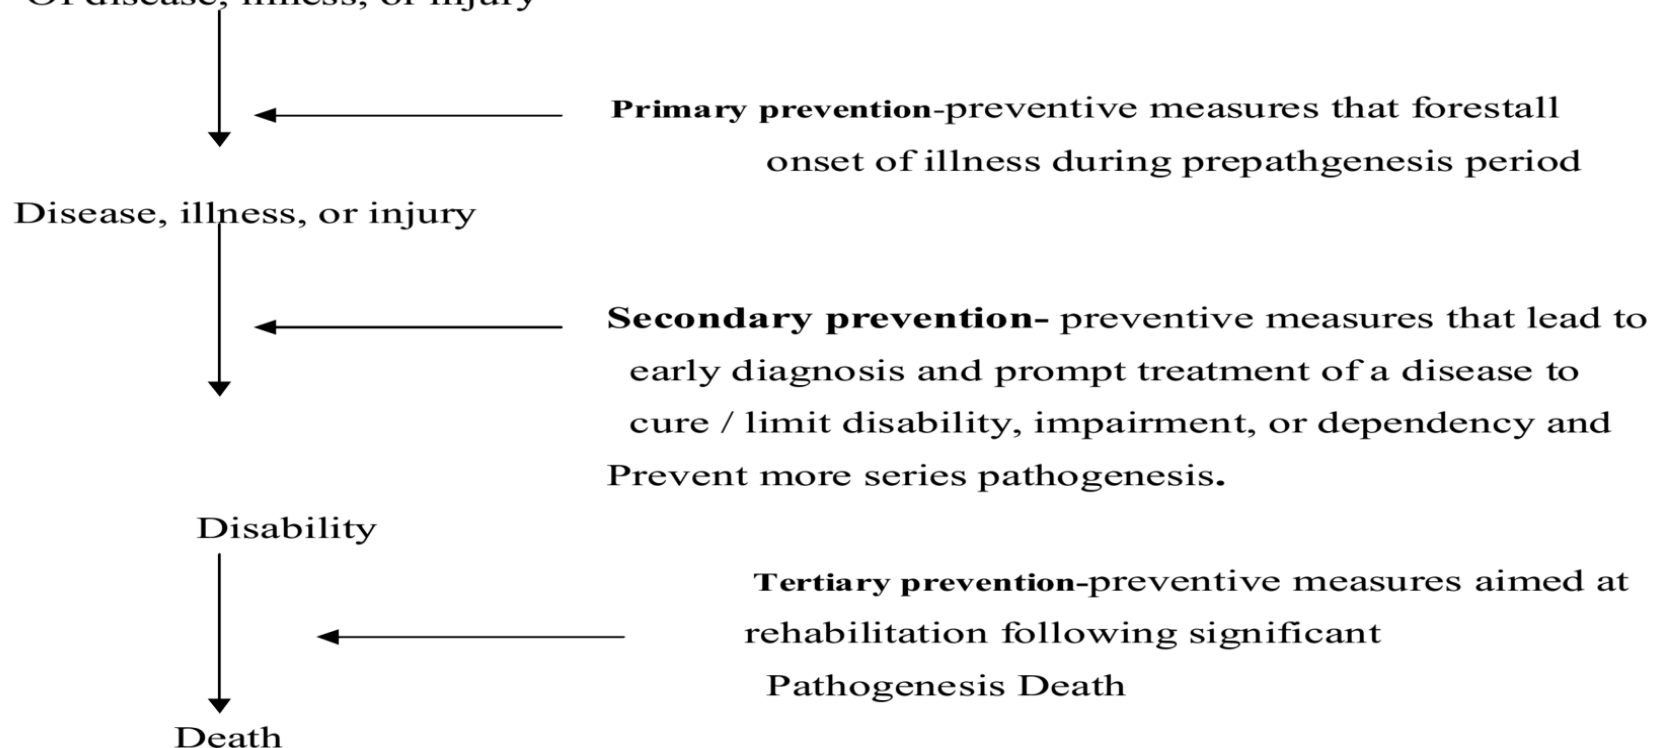 Of disease, illness, or injury
Primary prevention-preventive measures that forestall
onset of illness during prepathgenesis period
Disease, illness, or injury
Secondary prevention- preventive measures that lead to
early diagnosis and prompt treatment of a disease to
cure / limit disability, impairment, or dependency and
Prevent more series pathogenesis.
Disability
Tertiary prevention-preventive measures aimed at
rehabilitation following significant
Pathogenesis Death
Death